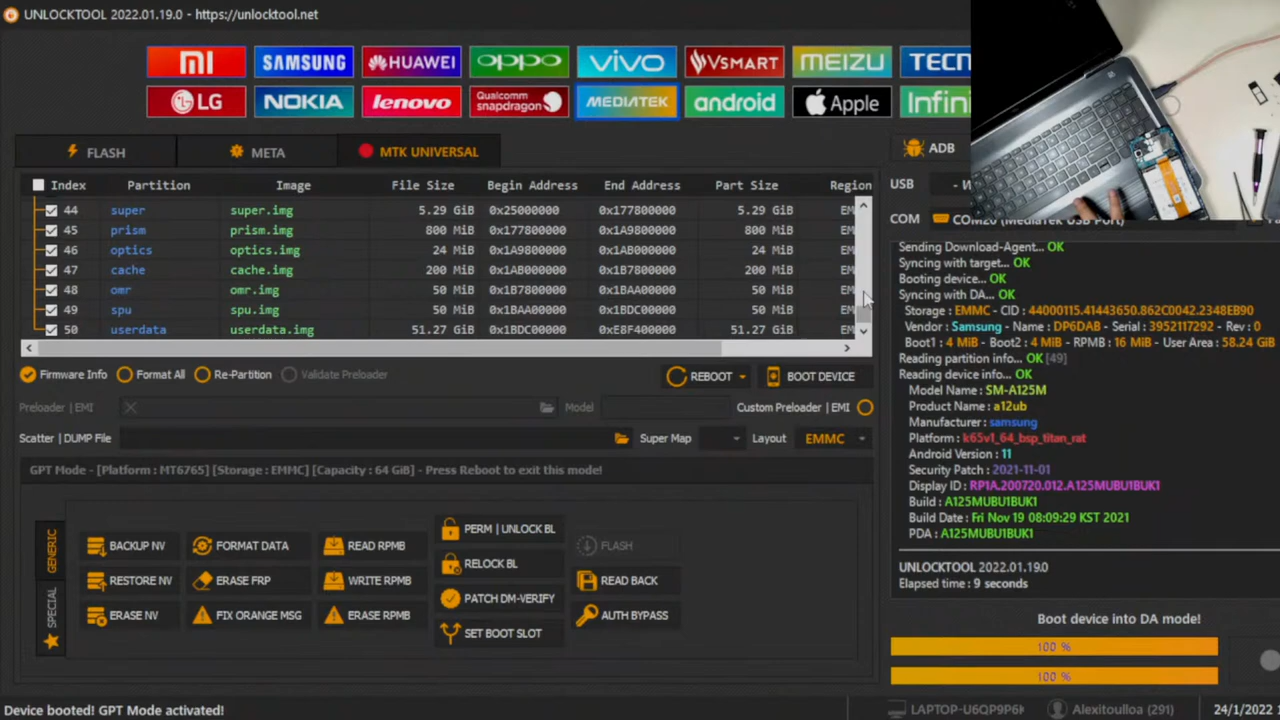 UNLOCKTOOL 2022.01.19.0 - https://unlocktool.net
MI SAMSUNG HUAWEI OPPO VIVO VSMART MEIZU TECN
LG NOKIA lenovo Qualcomm snapdragon MEDIATEK android Apple Infini
FLASH META MTK UNIVERSAL
ADB
Index Partition Image File Size Begin Address End Address Part Size Region
USB - W
44 super super.img 5.29 GiB 0x25000000 0x177800000 5.29 GiB EM
45 prism prism.img 800 MiB 0x177800000 0x1A9800000 800 MiB EM
46 optics optics.img 24 MiB 0x1A9800000 0x1AB000000 24 MiB EM
47 cache cache.img 200 MiB 0x1AB000000 0x1B7800000 200 MiB EM
48 omr omr.img 50 MiB 0x1B7800000 0x1BAA00000 50 MiB EM
49 spu spu.img 50 MiB 0x1BAA00000 0x1BDC00000 50 MiB EM
50 userdata userdata.img 51.27 GiB 0x1BDC00000 0xE8F400000 51.27 GiB EM
Firmware Info Format All Re-Partition Validate Preloader REBOOT BOOT DEVICE
Preloader | EMI Model Custom Preloader | EMI
Scatter | DUMP File Super Map Layout EMMC
GPT Mode - [Platform : MT6765] [Storage : EMMC] [Capacity : 64 GiB] - Press Reboot to exit this mode!
GENERIC
SPECIAL
BACKUP NV FORMAT DATA READ RPMB PERM | UNLOCK BL FLASH
RESTORE NV ERASE FRP WRITE RPMB RELOCK BL READ BACK
ERASE NV FIX ORANGE MSG ERASE RPMB PATCH DM-VERIFY AUTH BYPASS
SET BOOT SLOT
COM COM20 (MediaTek USB Port)
Sending Download-Agent... OK
Syncing with target... OK
Booting device... OK
Syncing with DA... OK
Storage : EMMC - CID : 44000115.41443650.862C0042.2348EB90
Vendor : Samsung - Name : DP6DAB - Serial : 3952117292 - Rev : 0
Boot1 : 4 MiB - Boot2 : 4 MiB - RPMB : 16 MiB - User Area : 58.24 GiB
Reading partition info... OK [49]
Reading device info... OK
Model Name : SM-A125M
Product Name : a12ub
Manufacturer : samsung
Platform : k65v1_64_bsp_titan_rat
Android Version : 11
Security Patch : 2021-11-01
Display ID : RP1A.200720.012.A125MUBU1BUK1
Build : A125MUBU1BUK1
Build Date : Fri Nov 19 08:09:29 KST 2021
PDA : A125MUBU1BUK1
UNLOCKTOOL 2022.01.19.0
Elapsed time : 9 seconds
Boot device into DA mode!
100 %
100 %
Device booted! GPT Mode activated! LAPTOP-U6QP9P6K Alexitoulloa (291) 24/1/2022 1